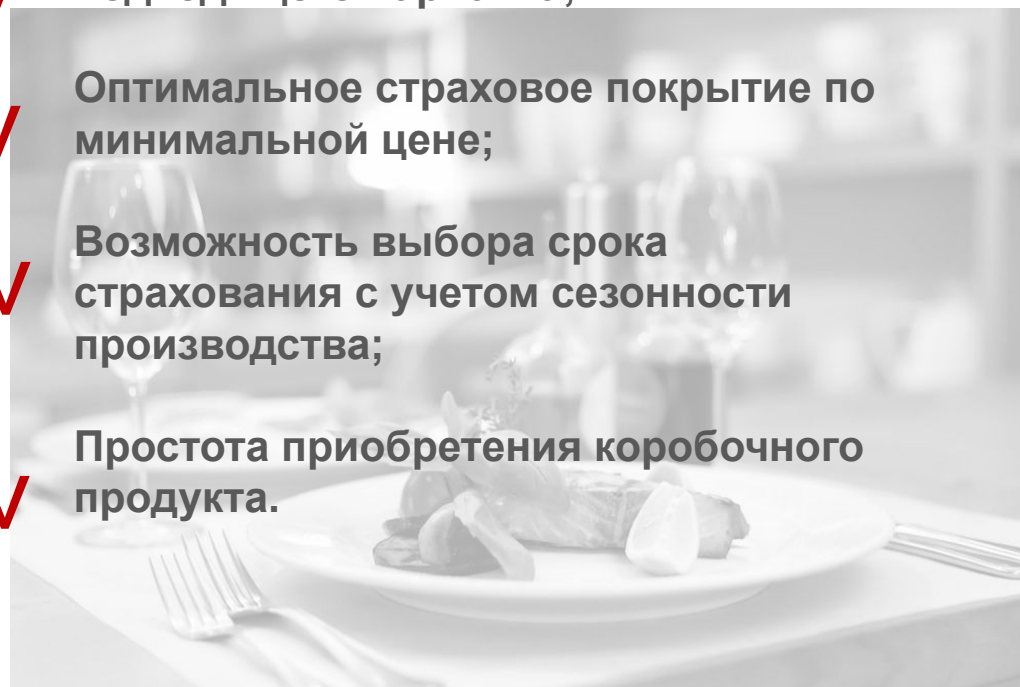 Оптимальное страховое покрытие по
минимальной цене;
Возможность выбора срока
страхования с учетом сезонности
производства;
Простота приобретения коробочного
продукта.